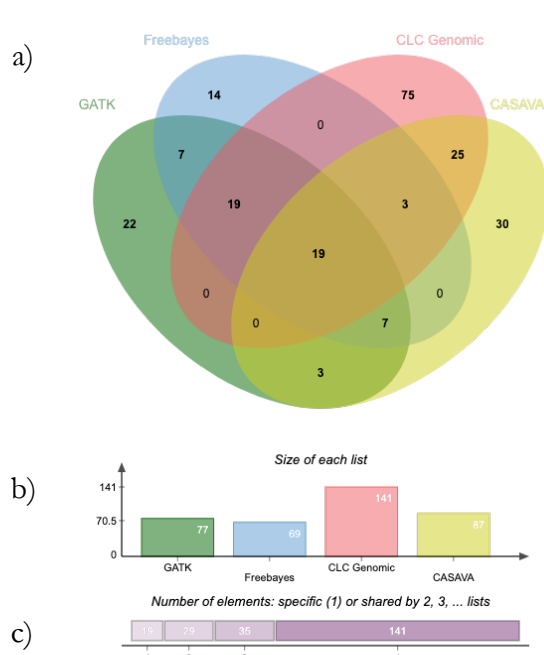 a)
Freebayes
CLC Genomic
GATK
CASAVA
14
75
0
7
25
19
3
22
30
19
0
0
0
7
3
Size of each list
b)
141
70.5
0
77
69
141
87
GATK
Freebayes
CLC Genomic
CASAVA
Number of elements: specific (1) or shared by 2, 3, ... lists
c)
19
29
35
141